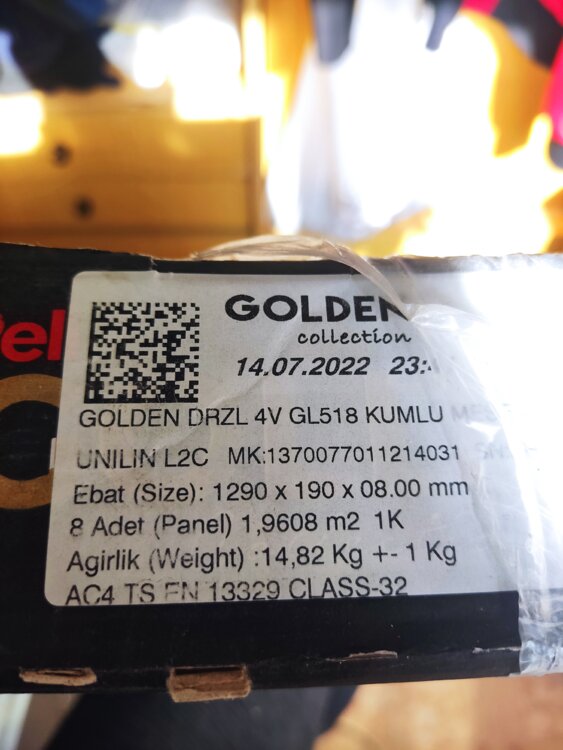 GOLDEN
collection
14.07.2022 23:
GOLDEN DRZL 4V GL518 KUMLU
UNILIN L2C MK:1370077011214031
Ebat (Size): 1290 x 190 x 08.00 mm
8 Adet (Panel) 1,9608 m2 1K
Agirlik (Weight) :14,82 Kg +- 1 Kg
AC4 TS EN 13329 CLASS-32